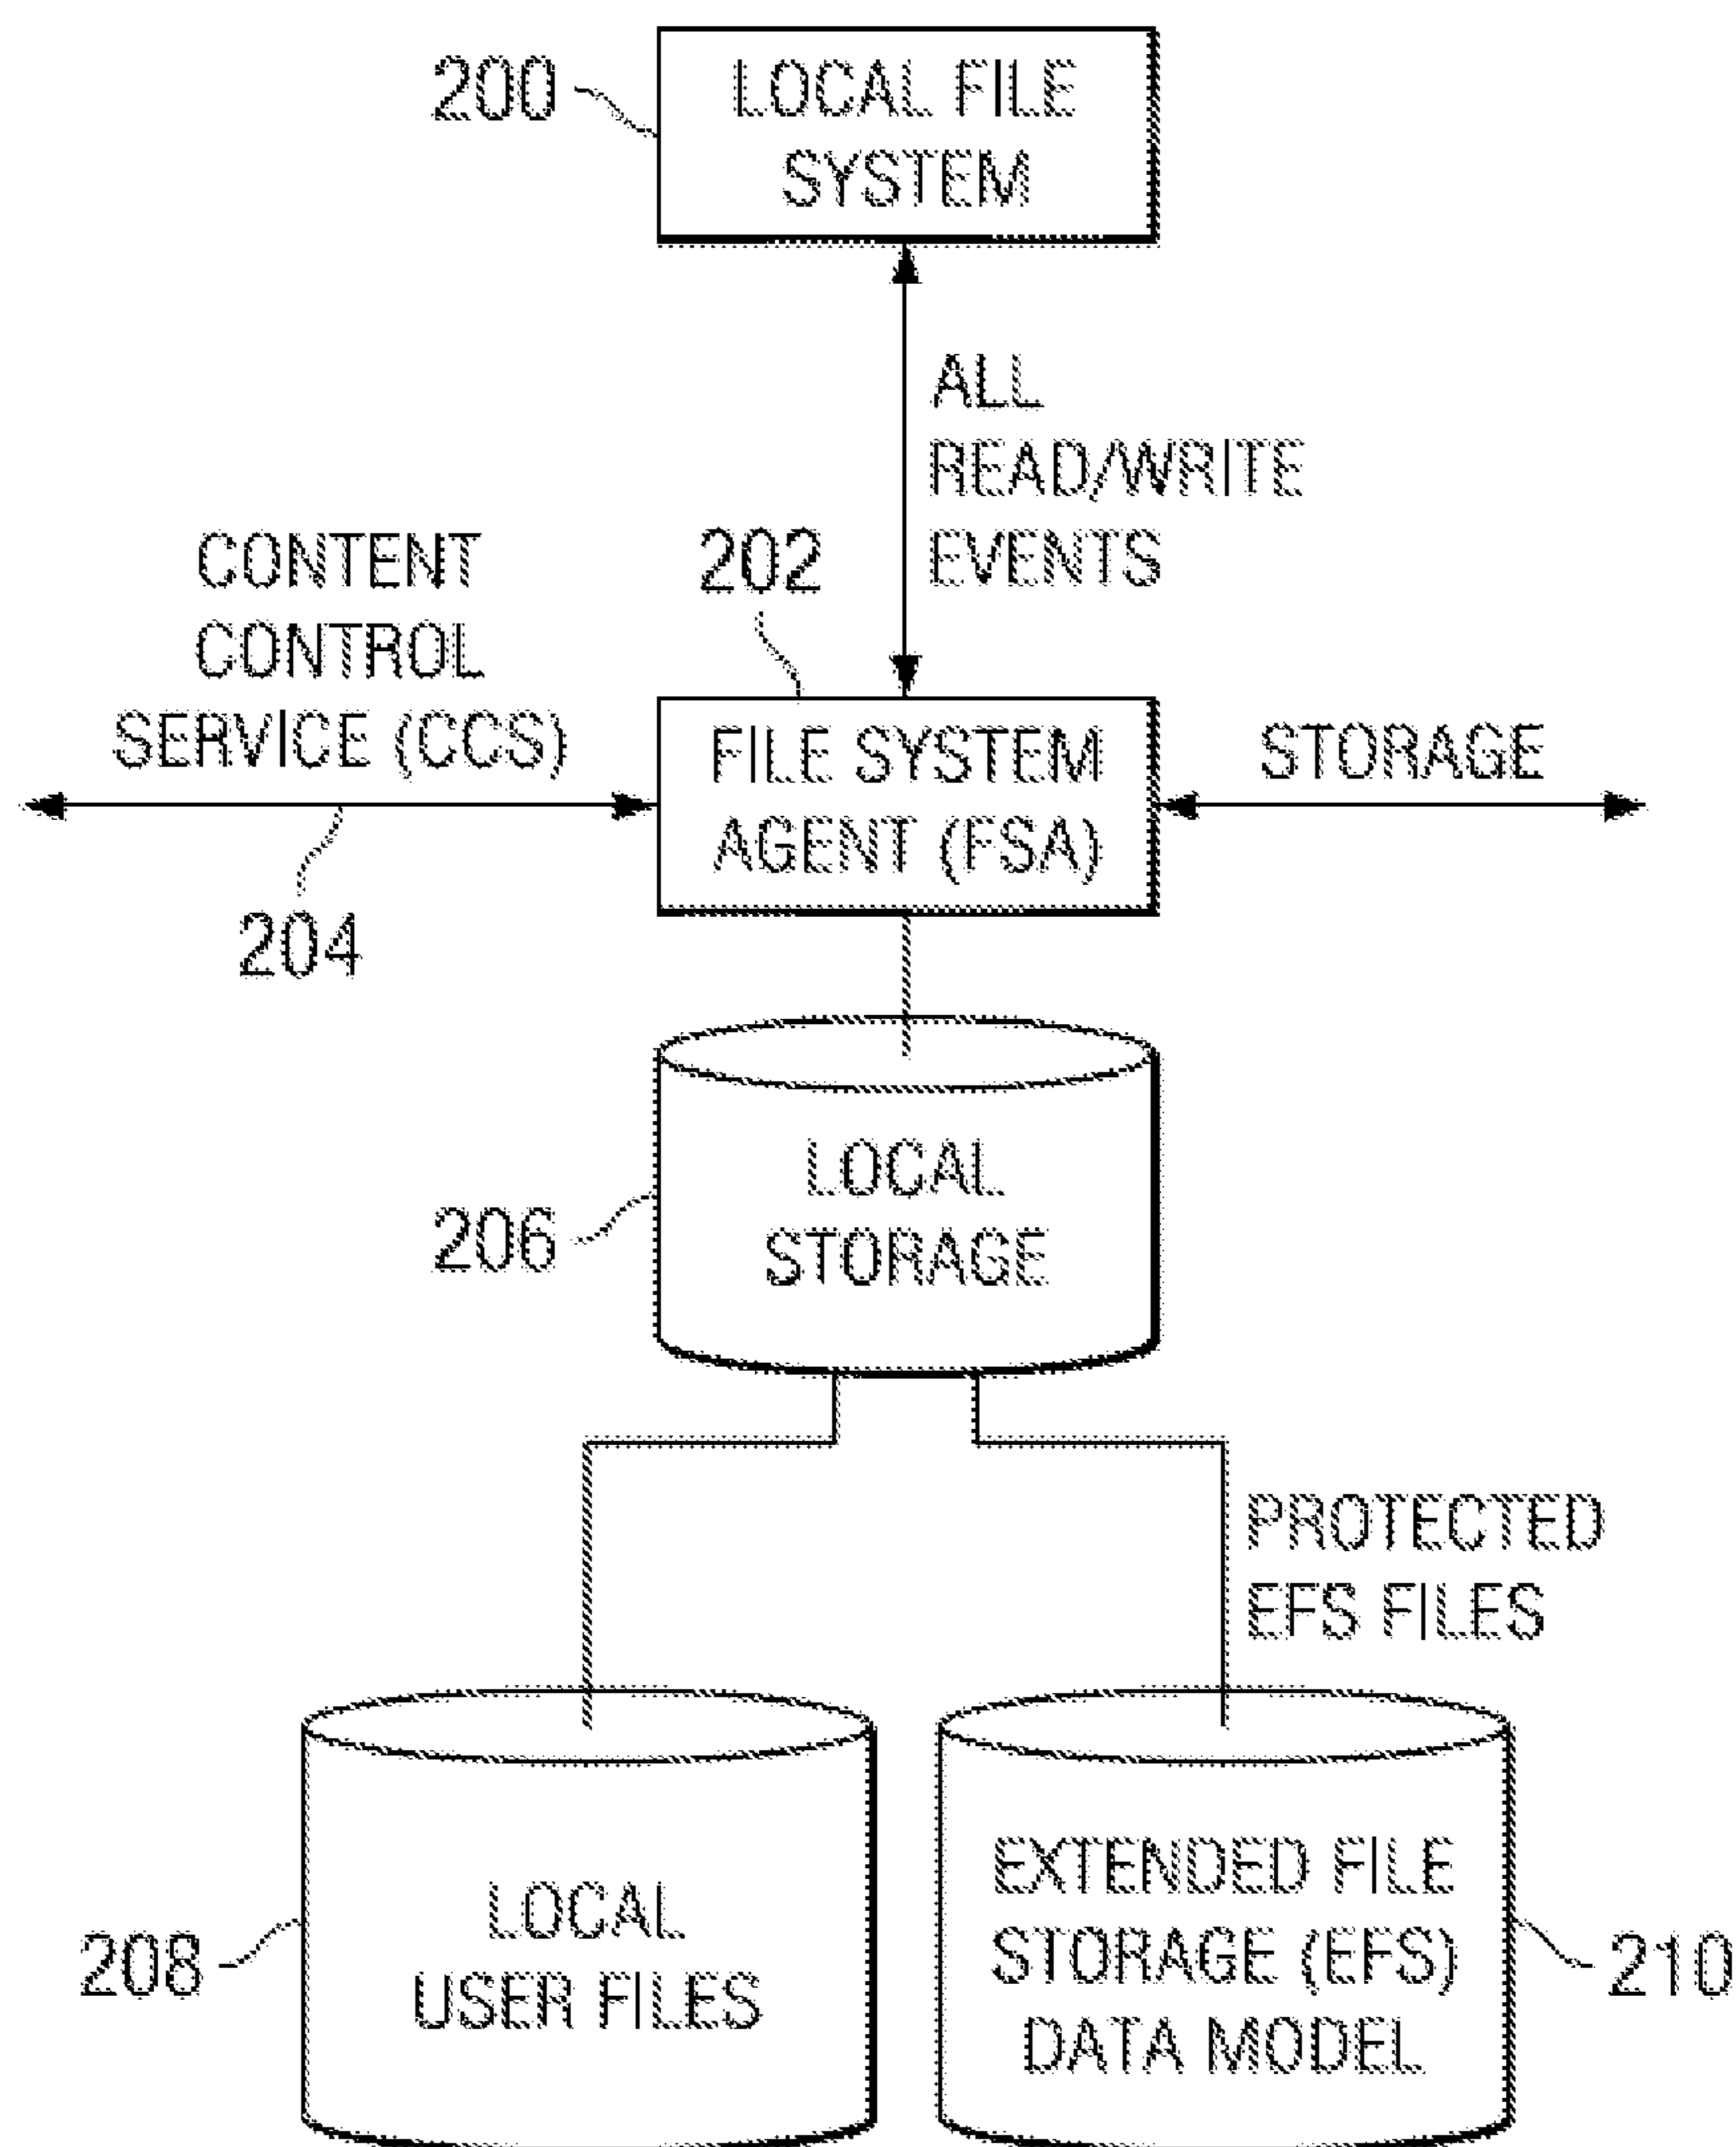 200
LOCAL FILE
SYSTEM
ALL
READ/WRITE
EVENTS
CONTENT
CONTROL
SERVICE (CCS)
202
FILE SYSTEM
AGENT (FSA)
STORAGE
204
LOCAL
STORAGE
206
PROTECTED
EFS FILES
LOCAL
USER FILES
208
EXTENDED FILE
STORAGE (EFS)
DATA MODEL
210